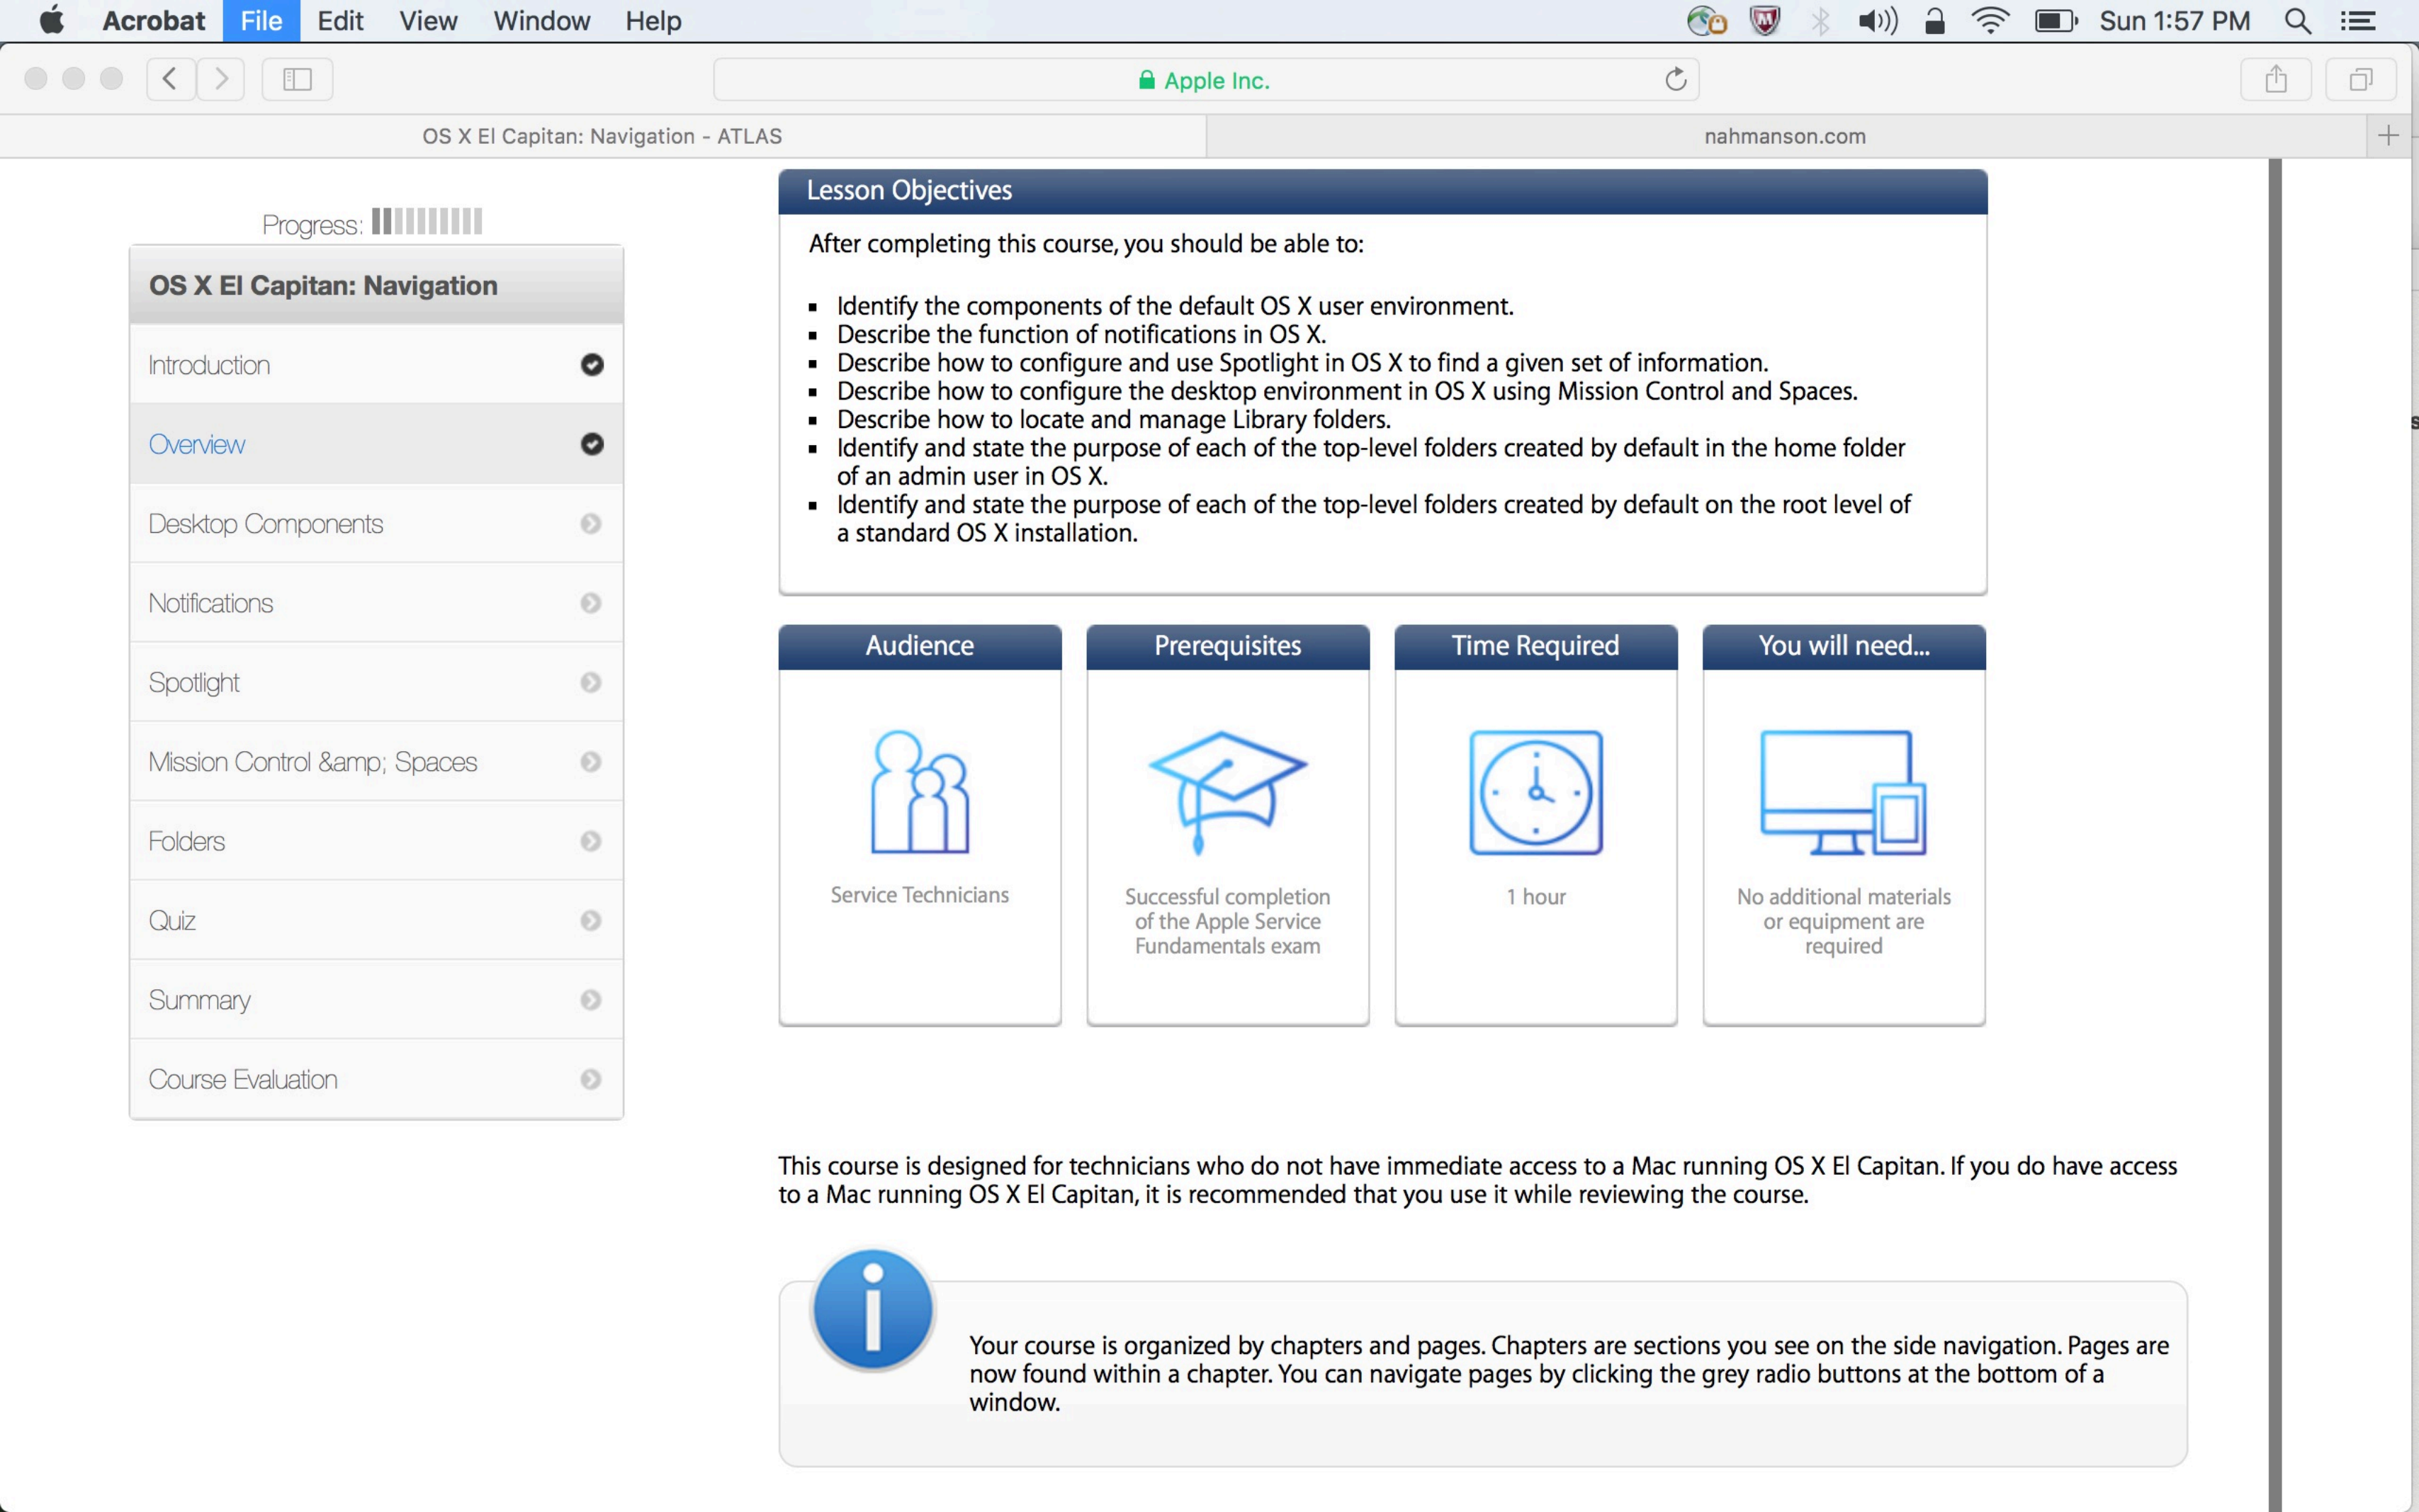 Acrobat File Edit View Window Help Sun 1:57 PM
Apple Inc.
OS X El Capitan: Navigation - ATLAS
nahmanson.com
Progress:
OS X El Capitan: Navigation
Introduction
Overview
Desktop Components
Notifications
Spotlight
Mission Control &amp; Spaces
Folders
Quiz
Summary
Course Evaluation
Lesson Objectives
After completing this course, you should be able to:
▪ Identify the components of the default OS X user environment.
▪ Describe the function of notifications in OS X.
▪ Describe how to configure and use Spotlight in OS X to find a given set of information.
▪ Describe how to configure the desktop environment in OS X using Mission Control and Spaces.
▪ Describe how to locate and manage Library folders.
▪ Identify and state the purpose of each of the top-level folders created by default in the home folder
of an admin user in OS X.
▪ Identify and state the purpose of each of the top-level folders created by default on the root level of
a standard OS X installation.
Audience
Service Technicians
Prerequisites
Successful completion
of the Apple Service
Fundamentals exam
Time Required
1 hour
You will need...
No additional materials
or equipment are
required
This course is designed for technicians who do not have immediate access to a Mac running OS X El Capitan. If you do have access
to a Mac running OS X El Capitan, it is recommended that you use it while reviewing the course.
Your course is organized by chapters and pages. Chapters are sections you see on the side navigation. Pages are
now found within a chapter. You can navigate pages by clicking the grey radio buttons at the bottom of a
window.